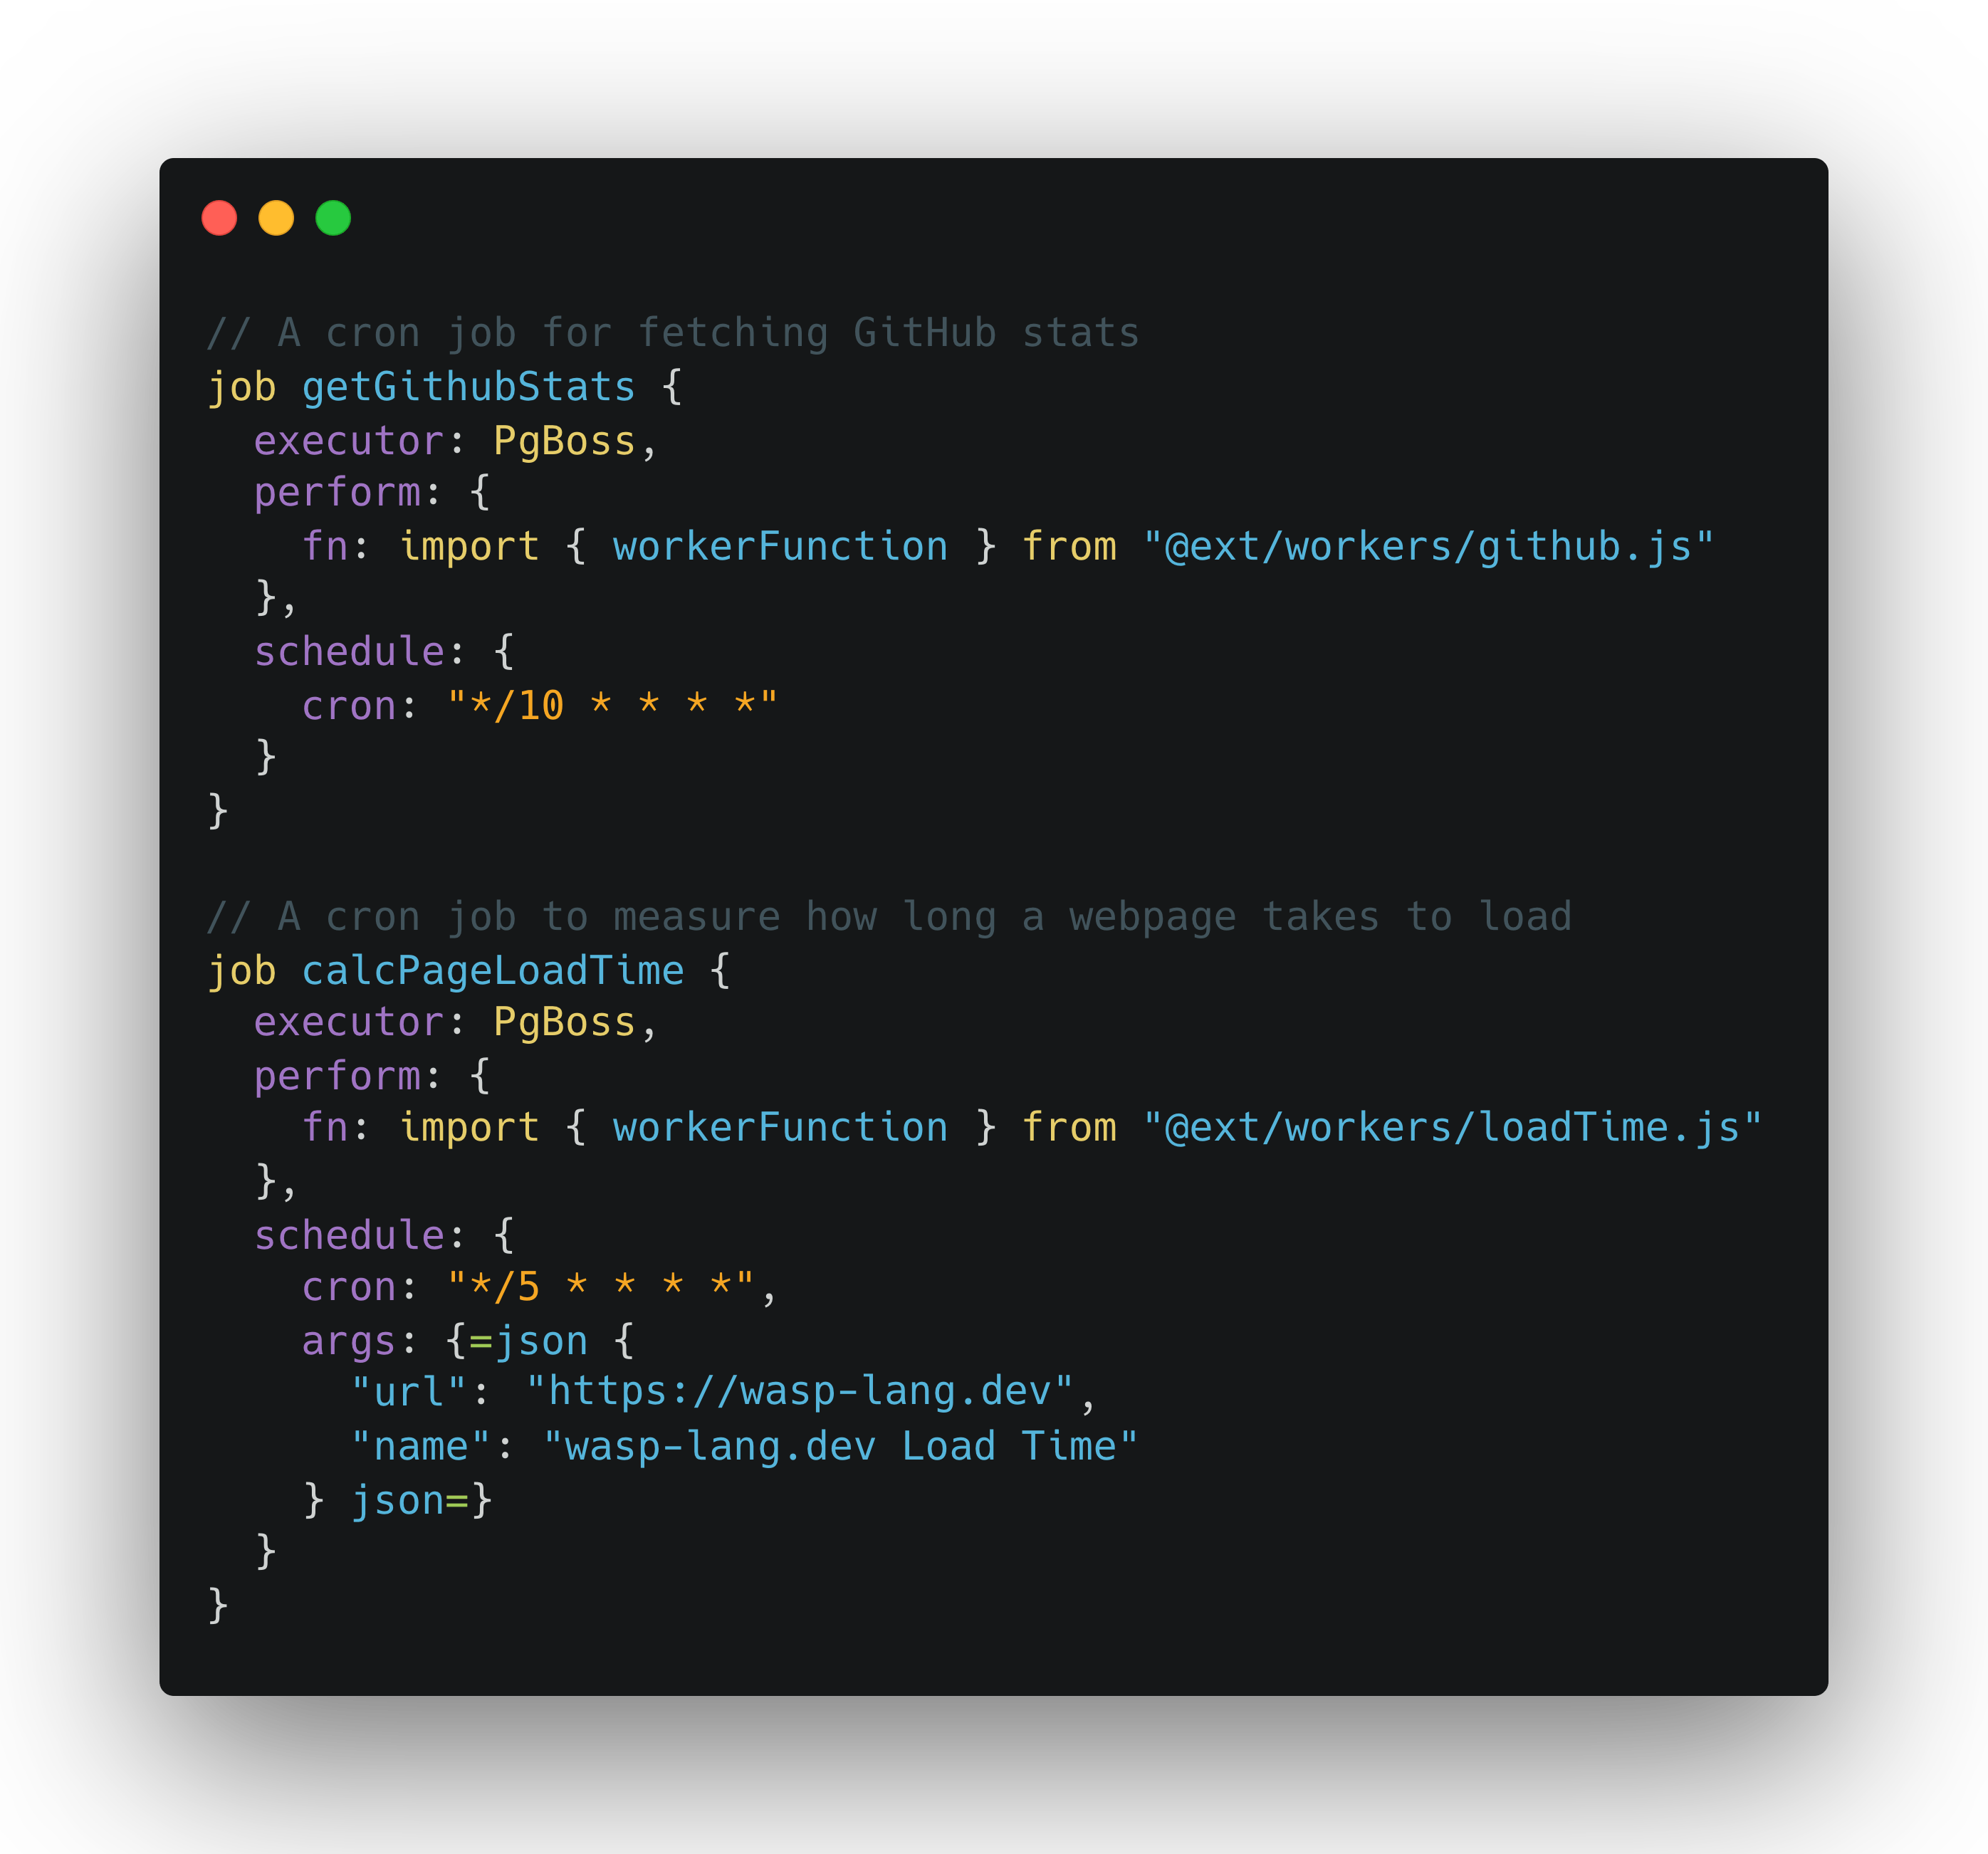 // A cron job for fetching GitHub stats
job getGithubStats {
  executor: PgBoss,
  perform: {
    fn: import { workerFunction } from "@ext/workers/github.js"
  },
  schedule: {
    cron: "*/10 * * * *"
  }
}

// A cron job to measure how long a webpage takes to load
job calcPageLoadTime {
  executor: PgBoss,
  perform: {
    fn: import { workerFunction } from "@ext/workers/loadTime.js"
  },
  schedule: {
    cron: "*/5 * * * *",
    args: {=json {
      "url": "https://wasp-lang.dev",
      "name": "wasp-lang.dev Load Time"
    } json=}
  }
}